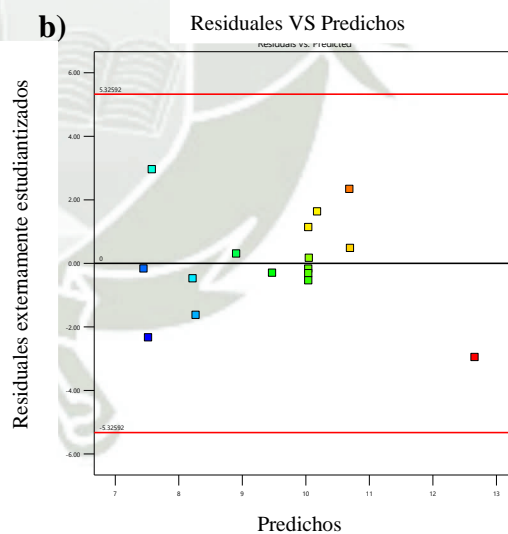 b)
Residuales VS Predichos
Residuals vs. Predicted
Residuales externamente estudiantizados
6.00
5.32592
4.00
2.00
0.00
0
-2.00
-4.00
-5.32592
-6.00
7 8 9 10 11 12 13
Predichos